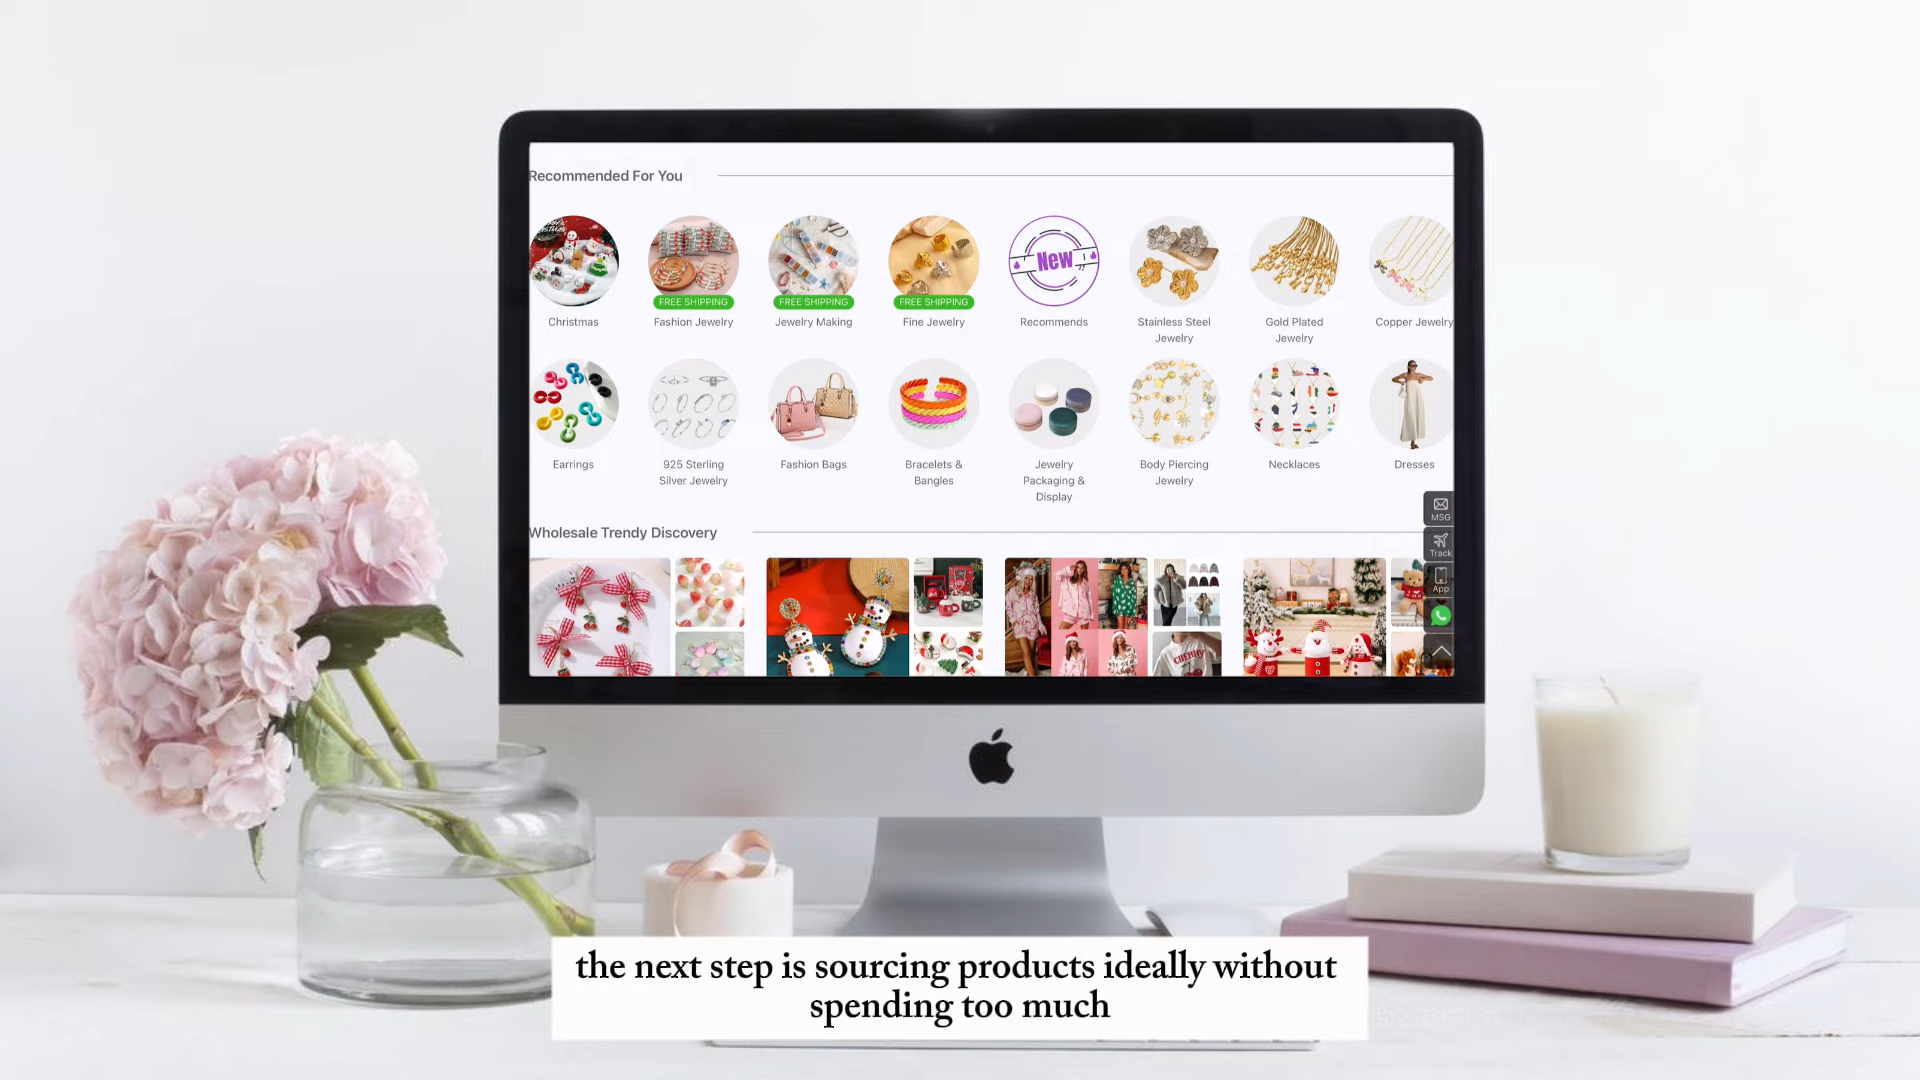 Recommended For You
New
FREE SHIPPING
FREE SHIPPING
FREE SHIPPING
Christmas
Fashion Jewelry
Jewelry Making
Fine Jewelry
Recommends
Stainless Steel
Jewelry
Gold Plated
Jewelry
Copper Jewelry
Earrings
925 Sterling
Silver Jewelry
Fashion Bags
Bracelets &
Bangles
Jewelry
Packaging &
Display
Body Piercing
Jewelry
Necklaces
Dresses
MSG
Wholesale Trendy Discovery
Track
App
CHERRY
the next step is sourcing products ideally without
spending too much